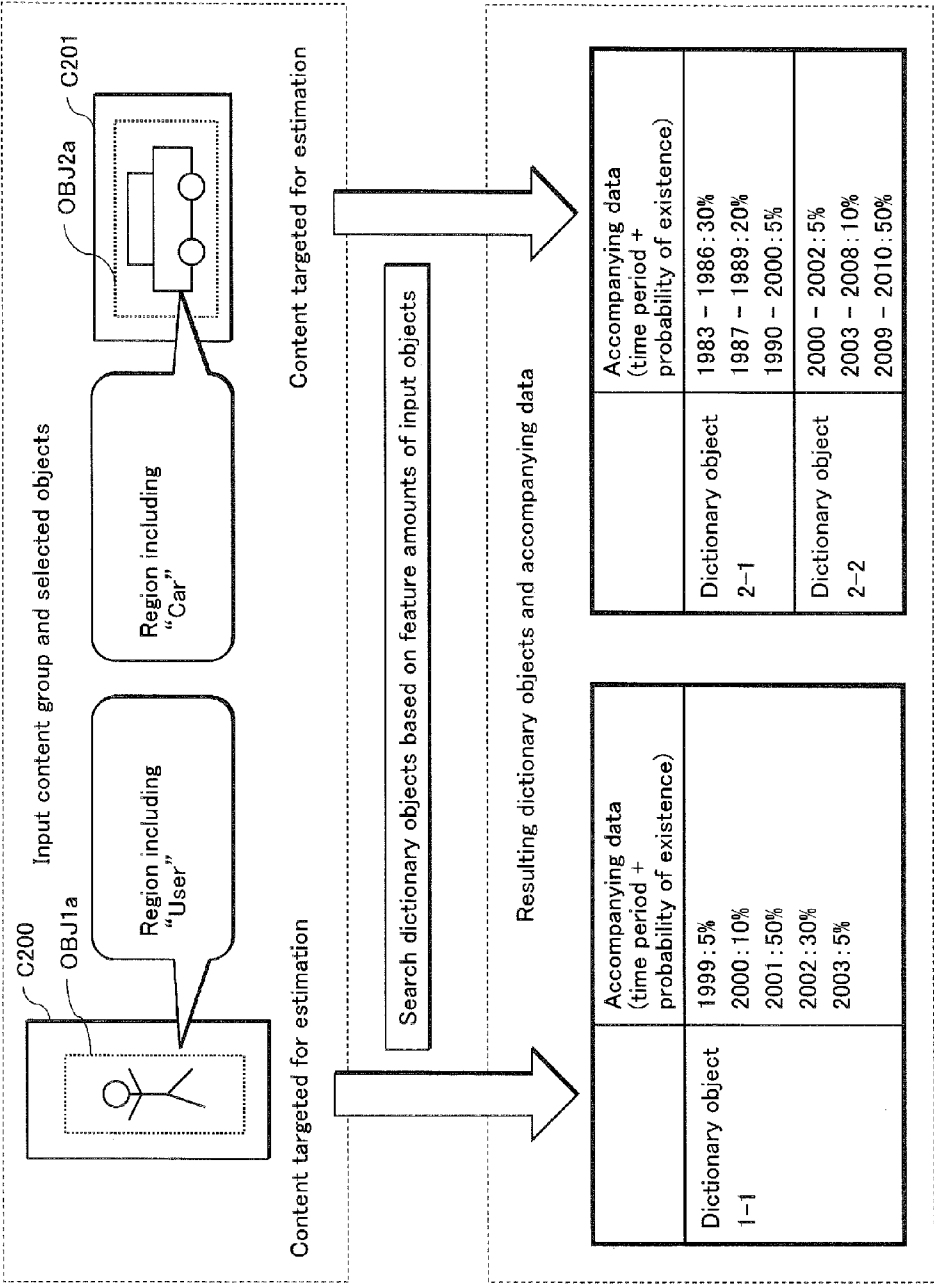 Input content group and selected objects
C200
OBJ1a
Region including
“User”
Region including
“Car”
OBJ2a
C201
Content targeted for estimation
Content targeted for estimation
Search dictionary objects based on feature amounts of input objects
Resulting dictionary objects and accompanying data
Accompanying data
(time period +
probability of existence)
Dictionary object
1-1
1999:5%
2000:10%
2001:50%
2002:30%
2003:5%
Accompanying data
(time period +
probability of existence)
Dictionary object
2-1
1983 – 1986:30%
1987 – 1989:20%
1990 – 2000:5%
Dictionary object
2-2
2000 – 2002:5%
2003 – 2008:10%
2009 – 2010:50%